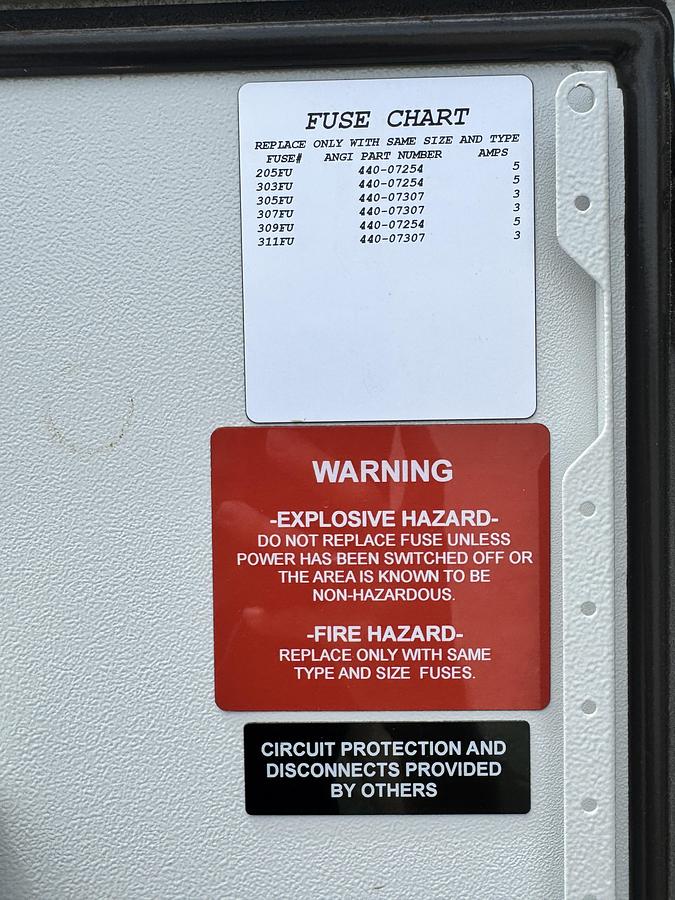 FUSE CHART
REPLACE ONLY WITH SAME SIZE AND TYPE
FUSE# ANGI PART NUMBER AMPS
205FU 440-07254 5
303FU 440-07254 5
305FU 440-07307 3
307FU 440-07307 3
309FU 440-07254 5
311FU 440-07307 3
WARNING
-EXPLOSIVE HAZARD-
DO NOT REPLACE FUSE UNLESS
POWER HAS BEEN SWITCHED OFF OR
THE AREA IS KNOWN TO BE
NON-HAZARDOUS.
-FIRE HAZARD-
REPLACE ONLY WITH SAME
TYPE AND SIZE FUSES.
CIRCUIT PROTECTION AND
DISCONNECTS PROVIDED
BY OTHERS